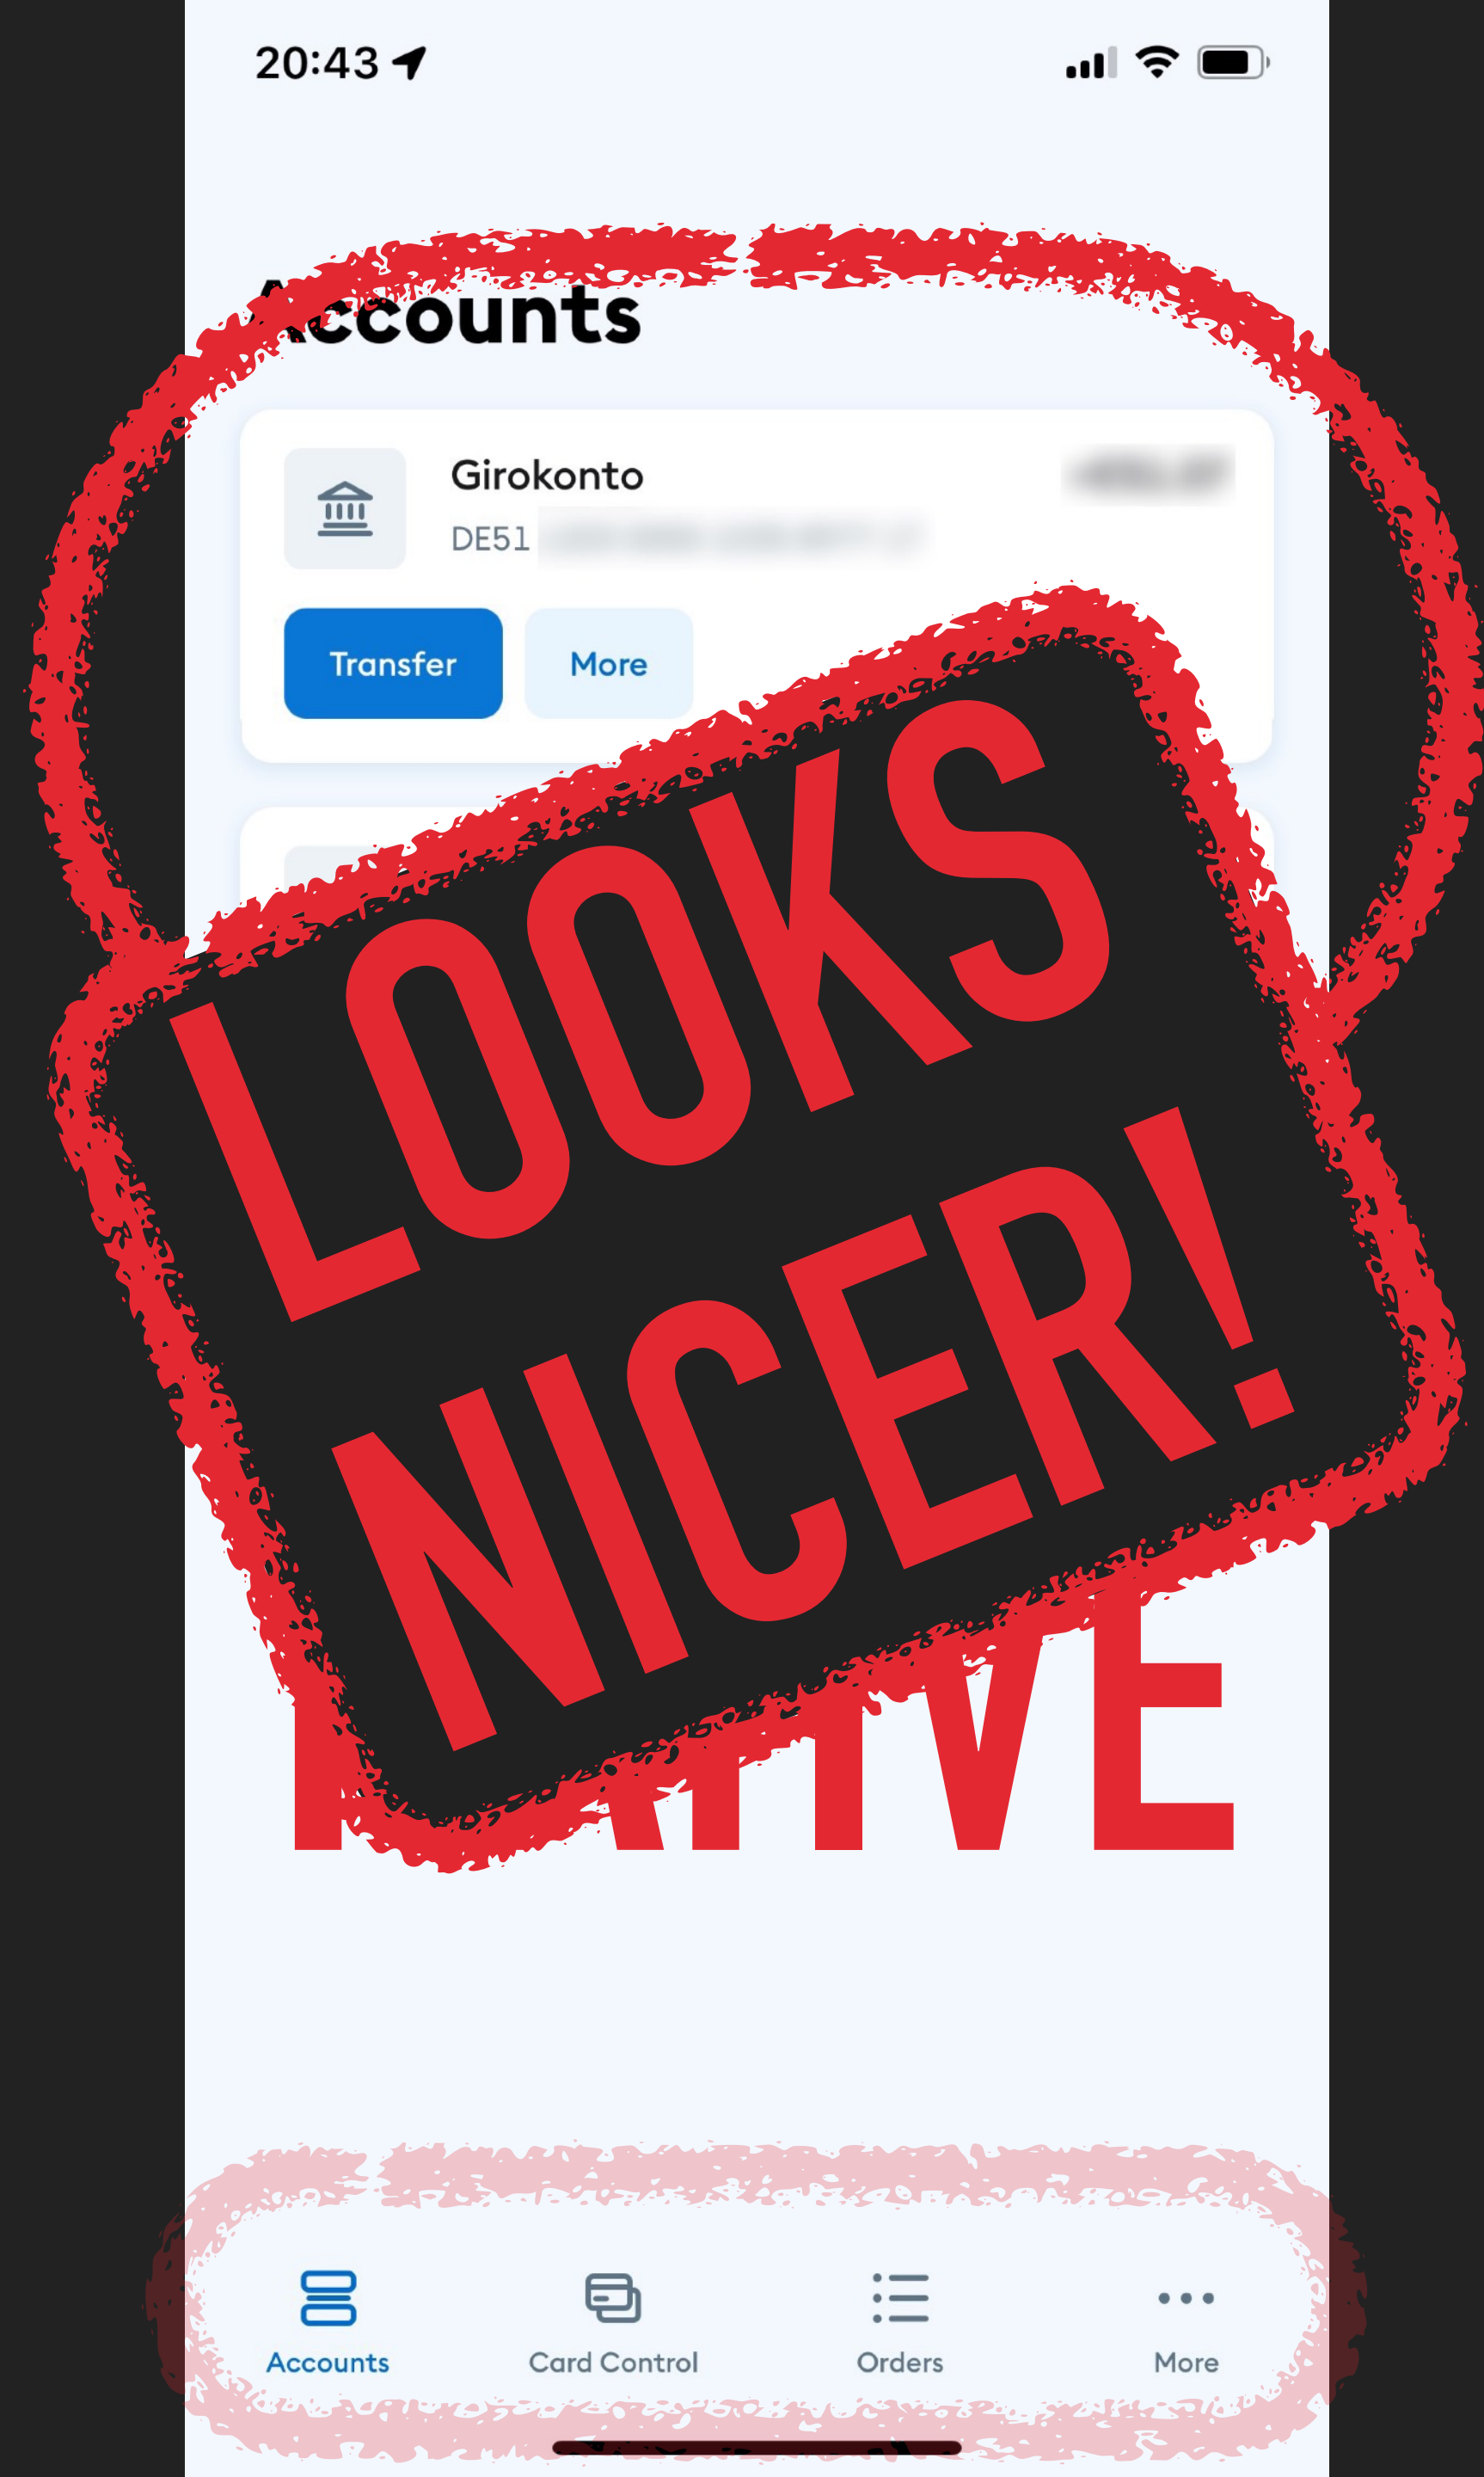 20:43
Accounts
Girokonto
DE51
Transfer
More
LOOKS
NICER!
Accounts
Card Control
Orders
More